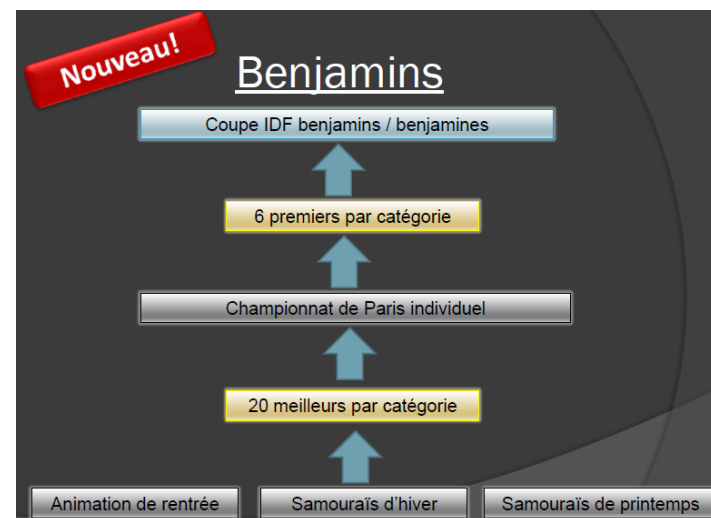 Nouveau!
Benjamins
Coupe IDF benjamins / benjamines
6 premiers par catégorie
Championnat de Paris individuel
20 meilleurs par catégorie
Animation de rentrée
Samouraïs d'hiver
Samouraïs de printemps